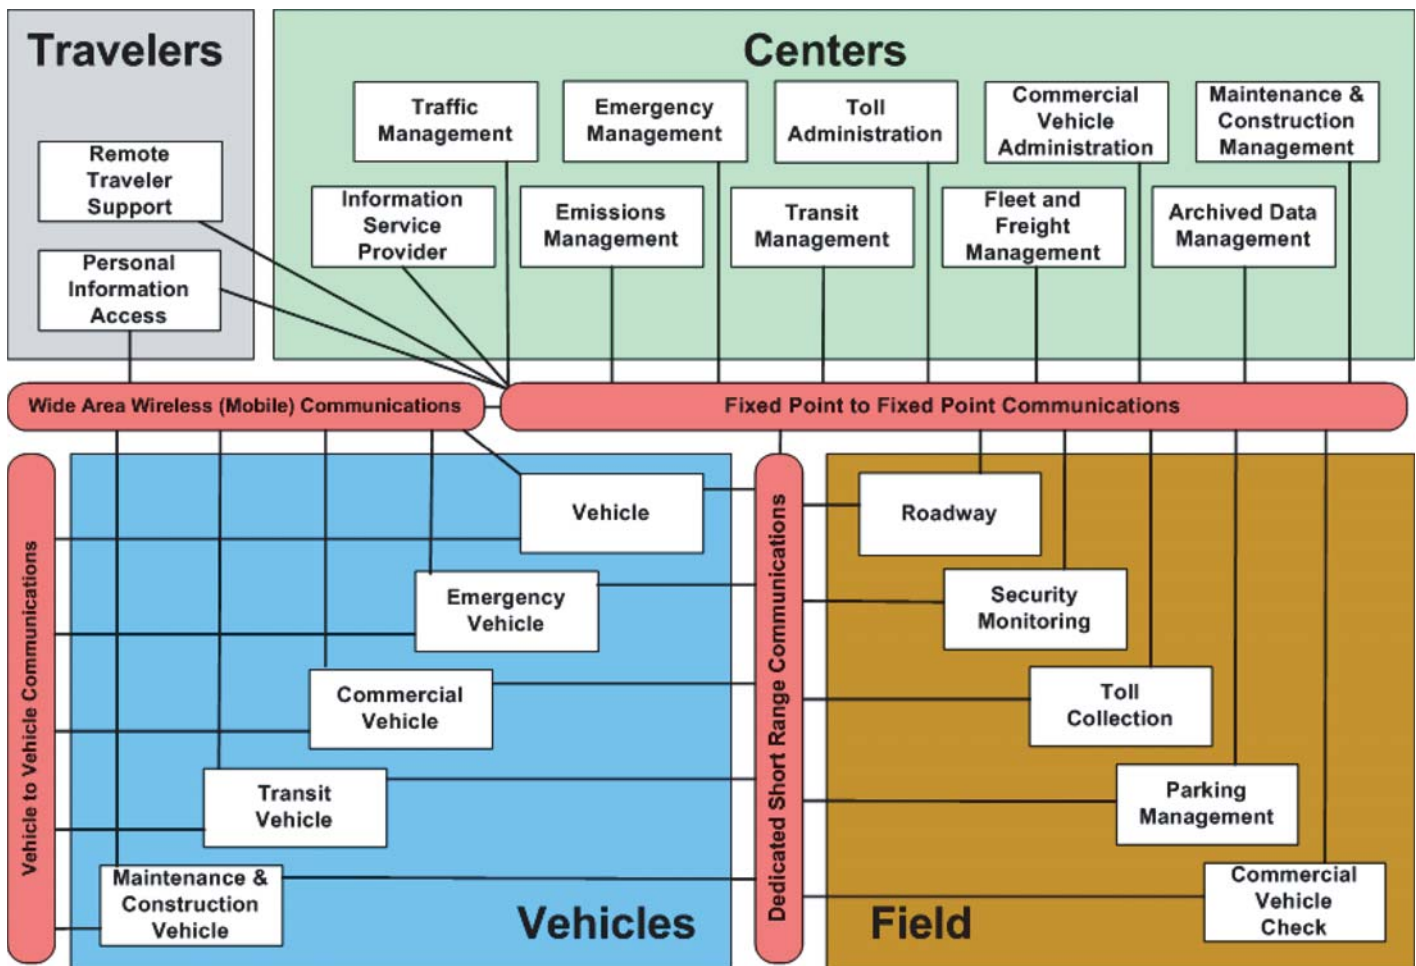 Travelers
Remote
Traveler
Support
Personal
Information
Access
Centers
Traffic
Management
Emergency
Management
Toll
Administration
Commercial
Vehicle
Administration
Maintenance &
Construction
Management
Information
Service
Provider
Emissions
Management
Transit
Management
Fleet and
Freight
Management
Archived Data
Management
Wide Area Wireless (Mobile) Communications
Fixed Point to Fixed Point Communications
Vehicle to Vehicle Communications
Vehicle
Emergency
Vehicle
Commercial
Vehicle
Transit
Vehicle
Maintenance &
Construction
Vehicle
Vehicles
Dedicated Short Range Communications
Roadway
Security
Monitoring
Toll
Collection
Parking
Management
Commercial
Vehicle
Check
Field